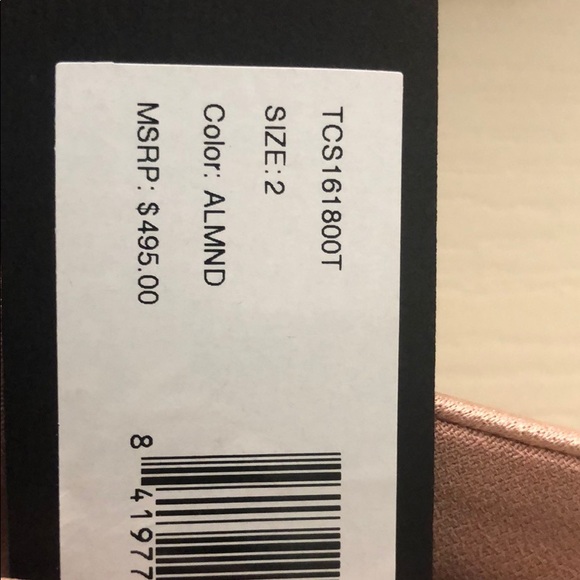 TCS161800T
SIZE:2
Color: ALMND
MSRP: $495.00
8 41977